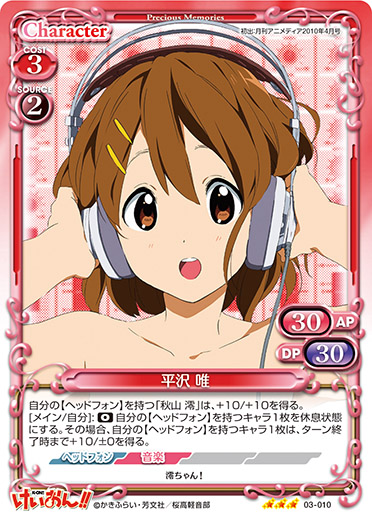 Precious Memories
Character
初出:月刊アニメディア2010年4月号
COST
3
SOURCE
2
30 AP
DP 30
平沢 唯
自分の【ヘッドフォン】を持つ「秋山 澪」は、+10/+10を得る。
[メイン/自分]: 自分の【ヘッドフォン】を持つキャラ1枚を休息状態
にする。その場合、自分の【ヘッドフォン】を持つキャラ1枚は、ターン終
了時まで+10/±0を得る。
ヘッドフォン 音楽
澪ちゃん!
K-ON!!
けいおん!!
©かきふらい・芳文社/桜高軽音部
03-010